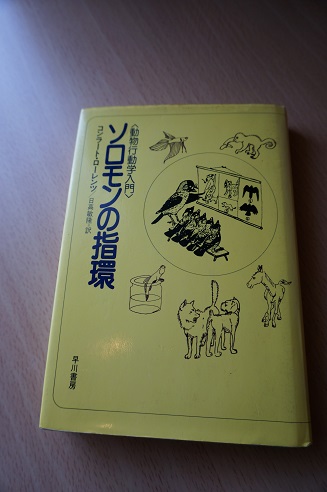 〈動物行動学入門〉
ソロモンの指環
コンラート・ローレンツ/日高敏隆・訳
早川書房